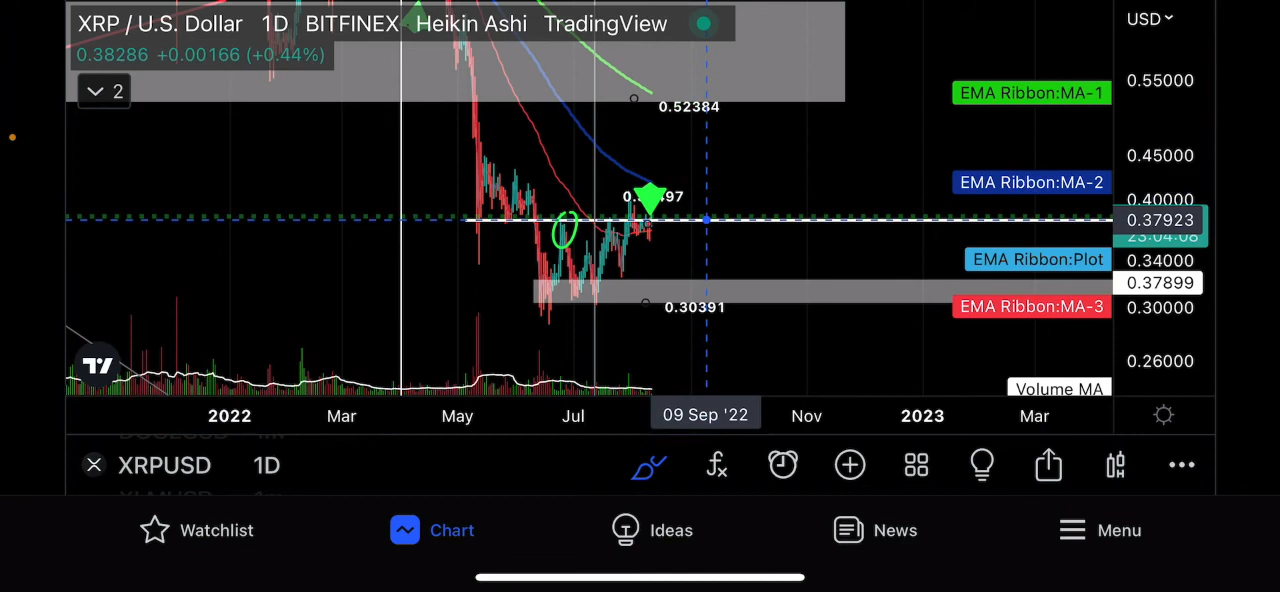 XRP / U.S. Dollar 1D BITFINEX Heikin Ashi TradingView
USD
0.38286 +0.00166 (+0.44%)
2
0.55000
EMA Ribbon:MA-1
0.52384
0.45000
EMA Ribbon:MA-2
0.40000
0.37923
23:04:08
EMA Ribbon:Plot
0.34000
0.37899
0.30391
EMA Ribbon:MA-3
0.30000
0.26000
Volume MA
2022 Mar May Jul 09 Sep '22 Nov 2023 Mar
XRPUSD 1D
Watchlist Chart Ideas News Menu